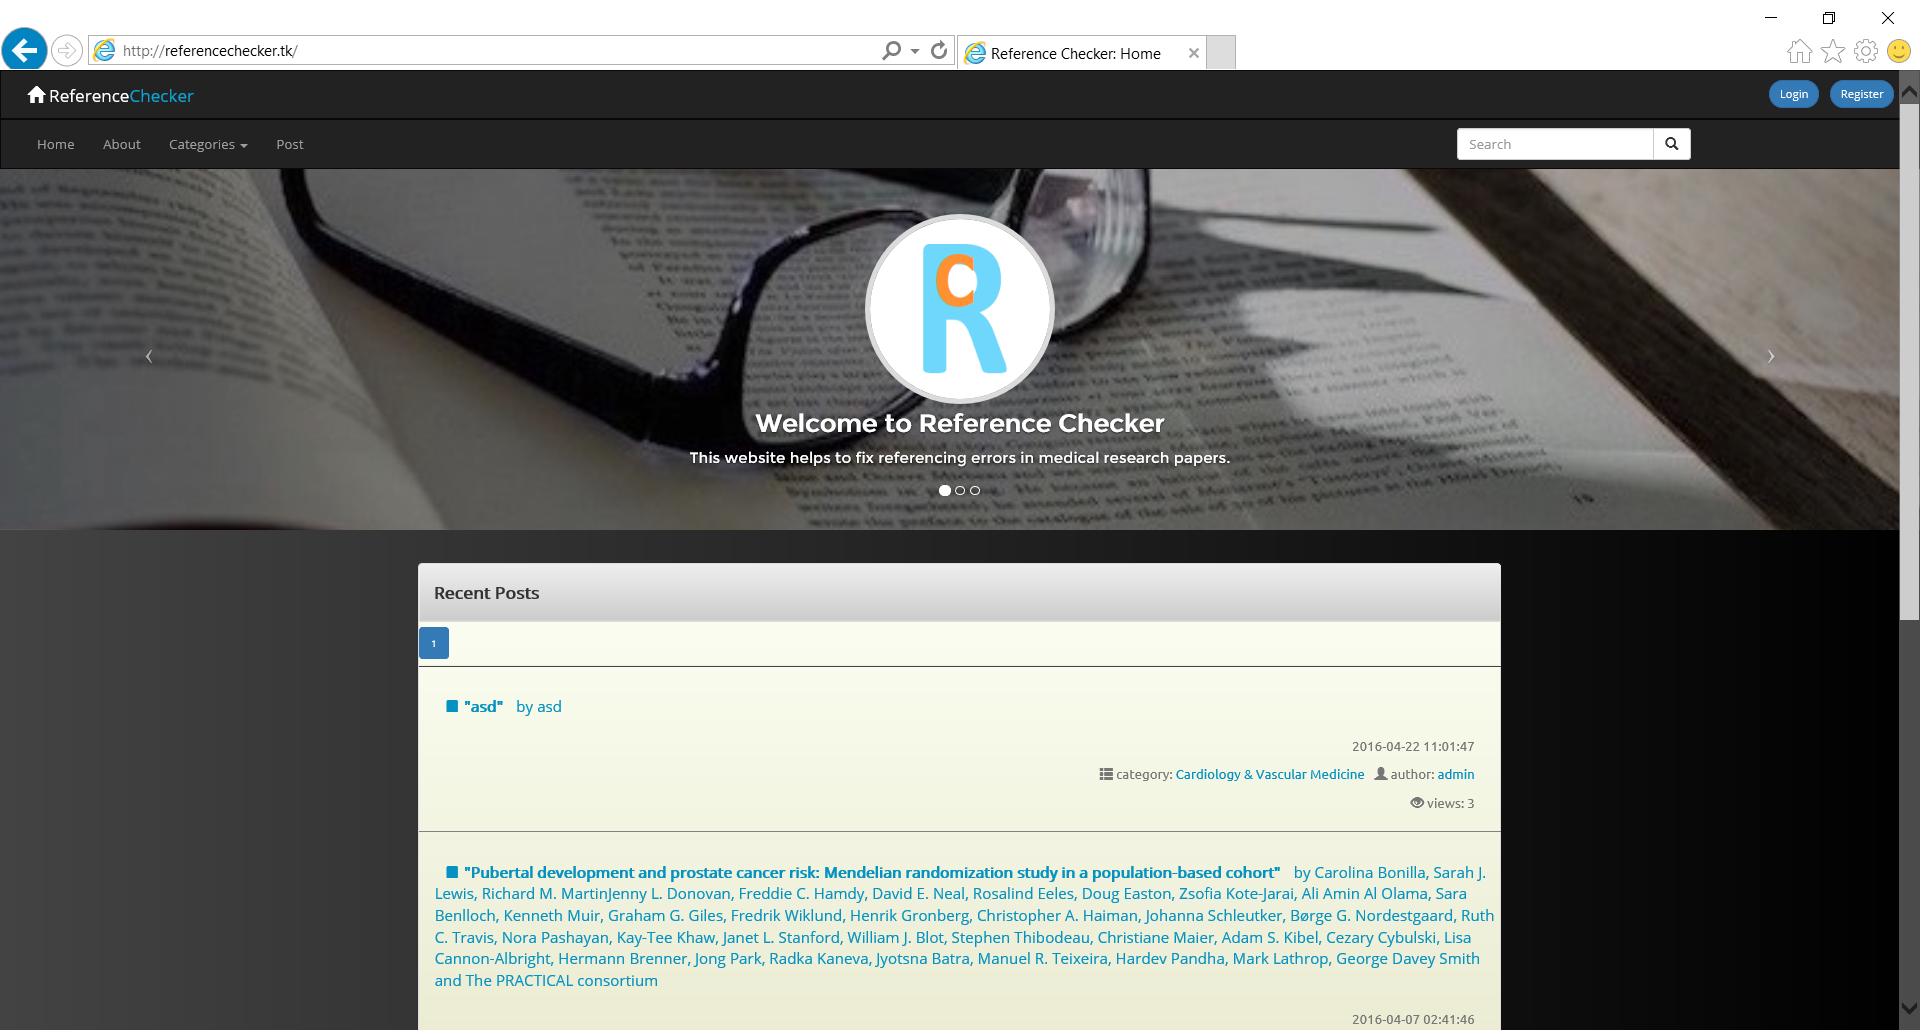 http://referencechecker.tk/
Reference Checker: Home
ReferenceChecker
Login
Register
Home
About
Categories
Post
Search
RC
Welcome to Reference Checker
This website helps to fix referencing errors in medical research papers.
Recent Posts
1
"asd" by asd
2016-04-22 11:01:47
category: Cardiology & Vascular Medicine author: admin
views: 3
"Pubertal development and prostate cancer risk: Mendelian randomization study in a population-based cohort" by Carolina Bonilla, Sarah J.
Lewis, Richard M. MartinJenny L. Donovan, Freddie C. Hamdy, David E. Neal, Rosalind Eeles, Doug Easton, Zsofia Kote-Jarai, Ali Amin Al Olama, Sara
Benlloch, Kenneth Muir, Graham G. Giles, Fredrik Wiklund, Henrik Gronberg, Christopher A. Haiman, Johanna Schleutker, Børge G. Nordestgaard, Ruth
C. Travis, Nora Pashayan, Kay-Tee Khaw, Janet L. Stanford, William J. Blot, Stephen Thibodeau, Christiane Maier, Adam S. Kibel, Cezary Cybulski, Lisa
Cannon-Albright, Hermann Brenner, Jong Park, Radka Kaneva, Jyotsna Batra, Manuel R. Teixeira, Hardev Pandha, Mark Lathrop, George Davey Smith
and The PRACTICAL consortium
2016-04-07 02:41:46